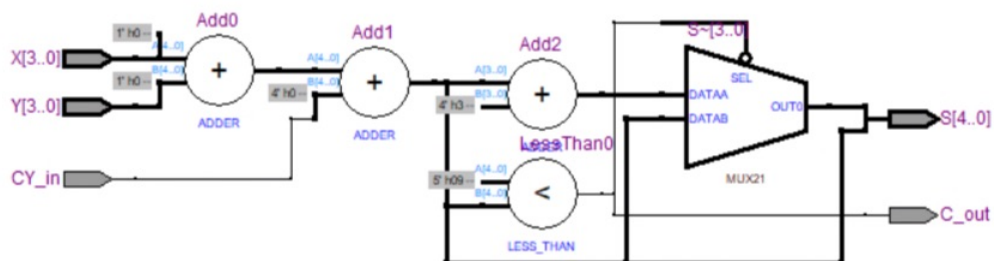 Add0
1' h0 --
A[4..0]
X[3..0]
1' h0 --
B[4..0]
Y[3..0]
ADDER
CY_in
Add1
A[4..0]
4' h0 --
B[4..0]
ADDER
Add2
A[3..0]
4' h3 --
B[3..0]
ADDER
LessThan0
A[4..0]
5' h09 --
B[4..0]
LESS_THAN
S~[3..0]
SEL
DATAA
DATAB
OUT0
MUX21
S[4..0]
C_out
+
+
+
<